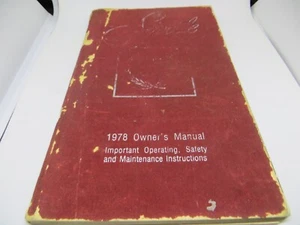 1978 Owner's Manual
Important Operating, Safety
and Maintenance Instructions